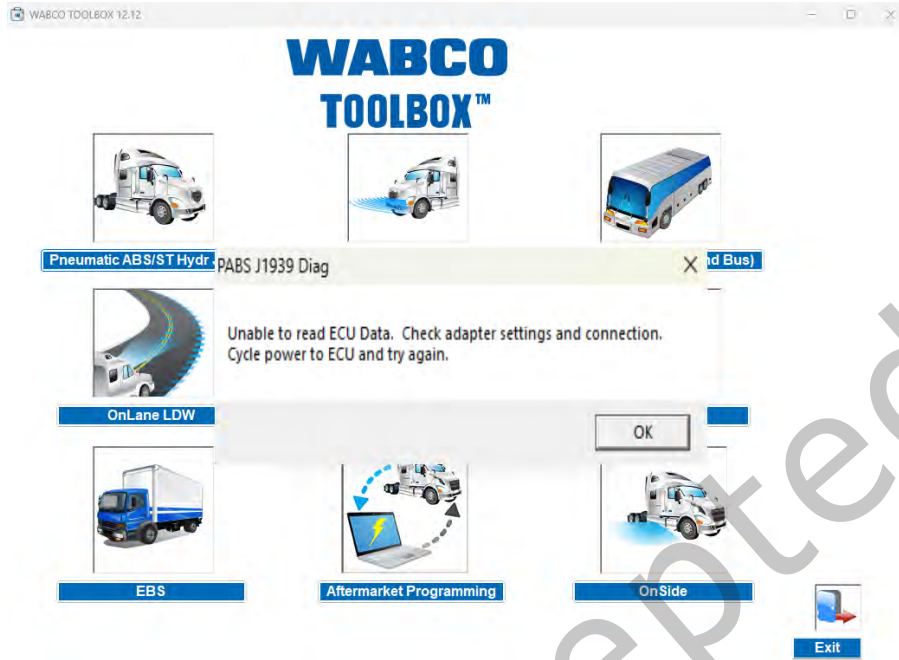 WABCO TOOLBOX 12.12
WABCO
TOOLBOX™
Pneumatic ABS/ST Hydr
nd Bus)
PABS J1939 Diag
Unable to read ECU Data. Check adapter settings and connection.
Cycle power to ECU and try again.
OK
OnLane LDW
EBS
Aftermarket Programming
OnSide
Exit